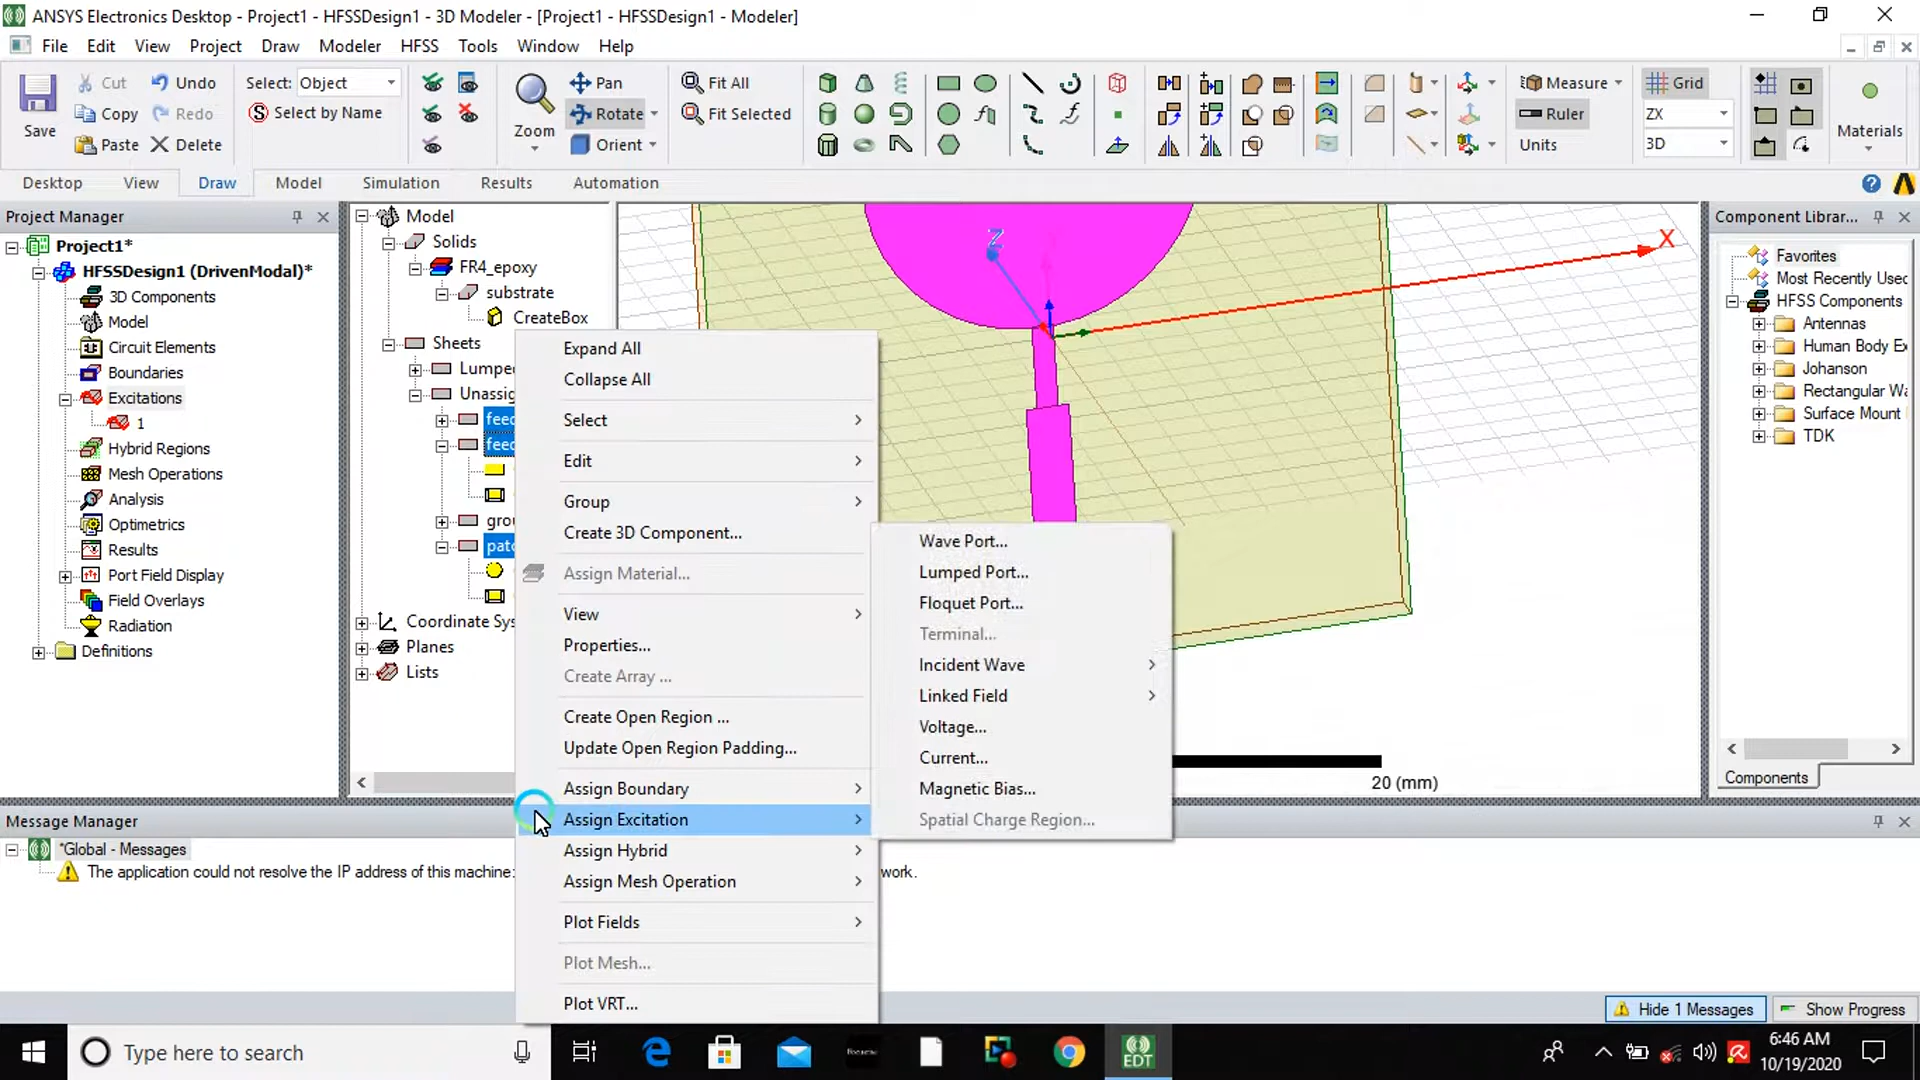 ANSYS Electronics Desktop - Project1 - HFSSDesign1 - 3D Modeler - [Project1 - HFSSDesign1 - Modeler]
File Edit View Project Draw Modeler HFSS Tools Window Help
Save
Cut
Copy
Paste
Undo
Redo
Delete
Select: Object
Select by Name
Zoom
Pan
Rotate
Orient
Fit All
Fit Selected
Measure
Ruler
Units
Grid
ZX
3D
Materials
Desktop View Draw Model Simulation Results Automation
Project Manager
Project1*
HFSSDesign1 (DrivenModal)*
3D Components
Model
Circuit Elements
Boundaries
Excitations
1
Hybrid Regions
Mesh Operations
Analysis
Optimetrics
Results
Port Field Display
Field Overlays
Radiation
Definitions
Model
Solids
FR4_epoxy
substrate
CreateBox
Sheets
Lumpe
Unassig
feed
feed
grou
patc
Coordinate Sys
Planes
Lists
Expand All
Collapse All
Select
Edit
Group
Create 3D Component...
Assign Material...
View
Properties...
Create Array ...
Create Open Region ...
Update Open Region Padding...
Assign Boundary
Assign Excitation
Assign Hybrid
Assign Mesh Operation
Plot Fields
Plot Mesh...
Plot VRT...
Wave Port...
Lumped Port...
Floquet Port...
Terminal...
Incident Wave
Linked Field
Voltage...
Current...
Magnetic Bias...
Spatial Charge Region...
Z
X
20 (mm)
Component Librar...
Favorites
Most Recently Used
HFSS Components
Antennas
Human Body Ex
Johanson
Rectangular Wa
Surface Mount
TDK
Components
Message Manager
*Global - Messages
The application could not resolve the IP address of this machine:
work.
Hide 1 Messages
Show Progress
Type here to search
EDT
6:46 AM
10/19/2020